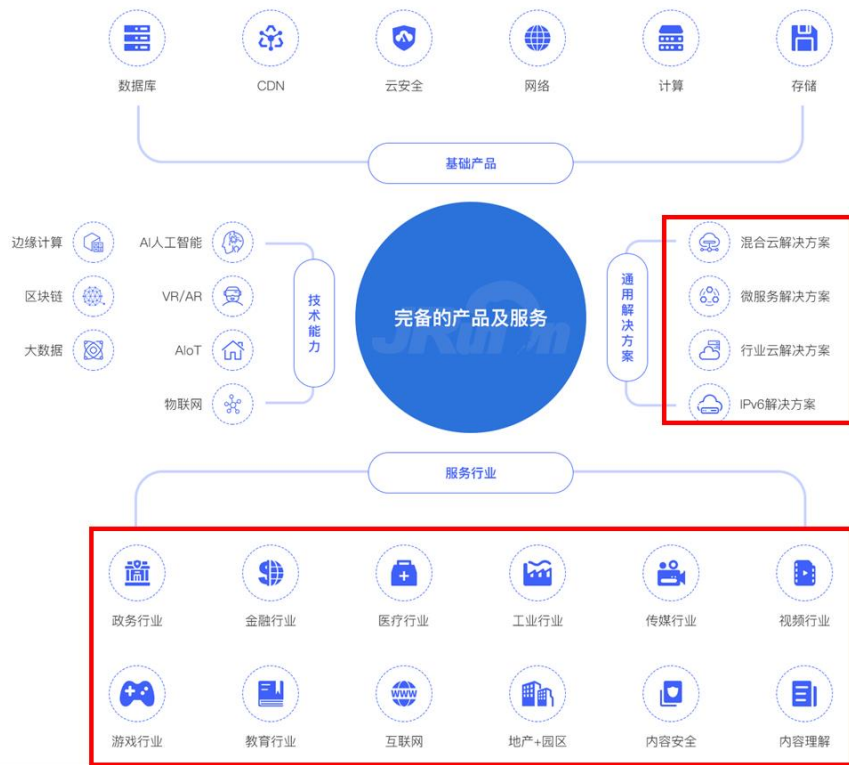 数据库 CDN 云安全 网络 计算 存储
基础产品
边缘计算 AI人工智能
区块链 VR/AR
大数据 AIoT
物联网
技术能力
完备的产品及服务
通用解决方案
混合云解决方案
微服务解决方案
行业云解决方案
IPv6解决方案
服务行业
政务行业 金融行业 医疗行业 工业行业 传媒行业 视频行业
WWW
游戏行业 教育行业 互联网 地产+园区 内容安全 内容理解